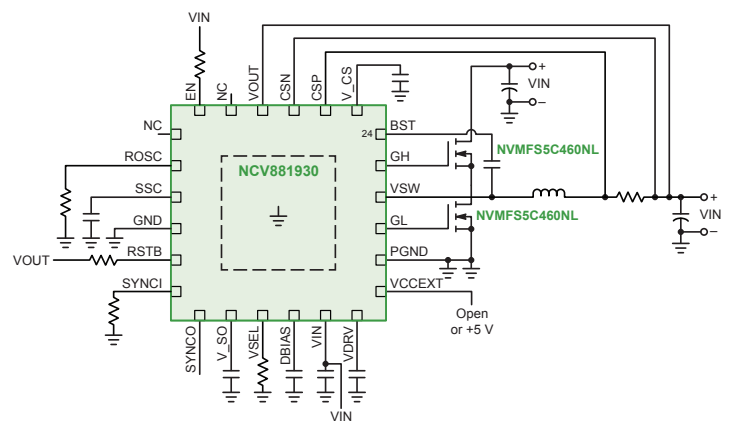 VIN
EN
NC
VOUT
CSN
CSP
V_CS
+
VIN
–
NC
24
BST
NVMFS5C460NL
ROSC
NCV881930
GH
SSC
VSW
+
VIN
–
NVMFS5C460NL
GND
GL
VOUT
RSTB
PGND
SYNCI
VCCEXT
Open
or +5 V
SYNCO
V_SO
VSEL
DBIAS
VIN
VDRV
VIN